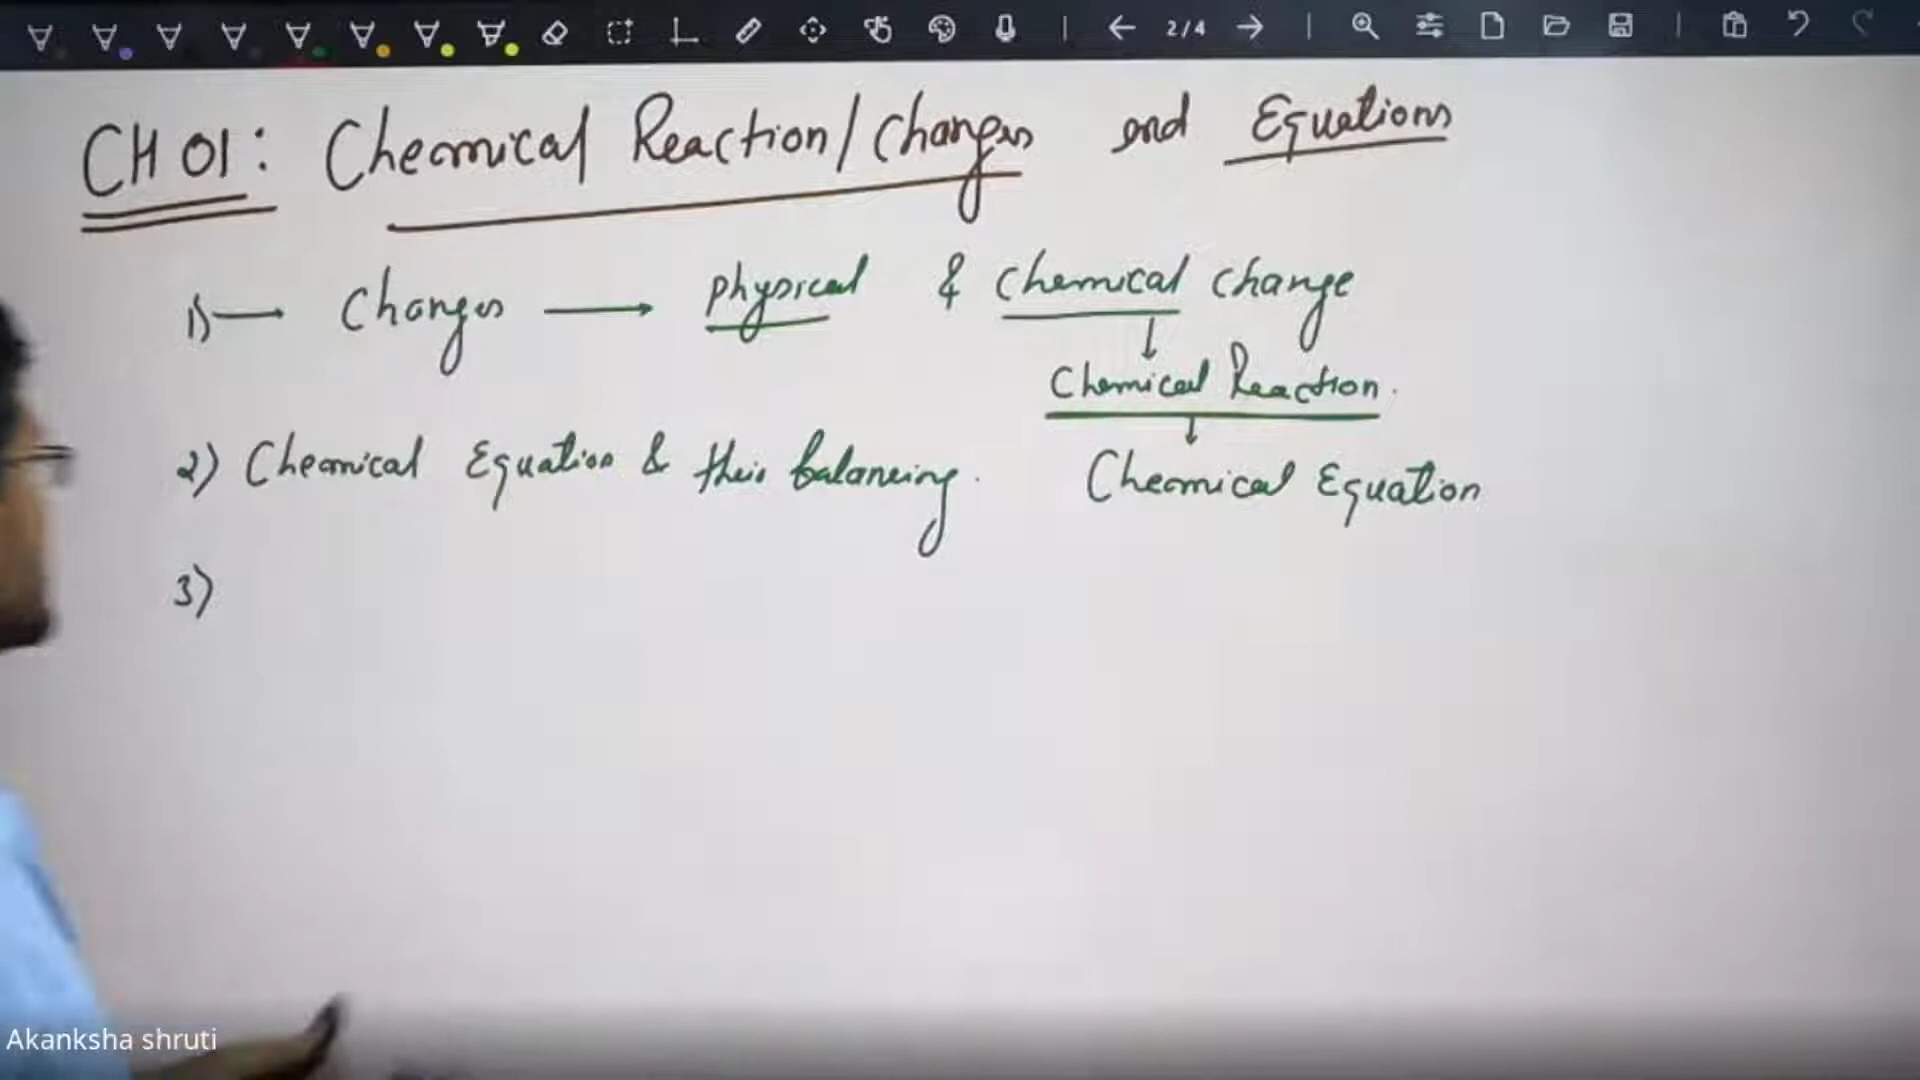 2/4
CH 01: Chemical Reaction/Changes and Equations
1) — Changes → physical & chemical change
↓
Chemical Reaction.
↓
2) Chemical Equation & their balancing. Chemical Equation
3)
Akanksha shruti